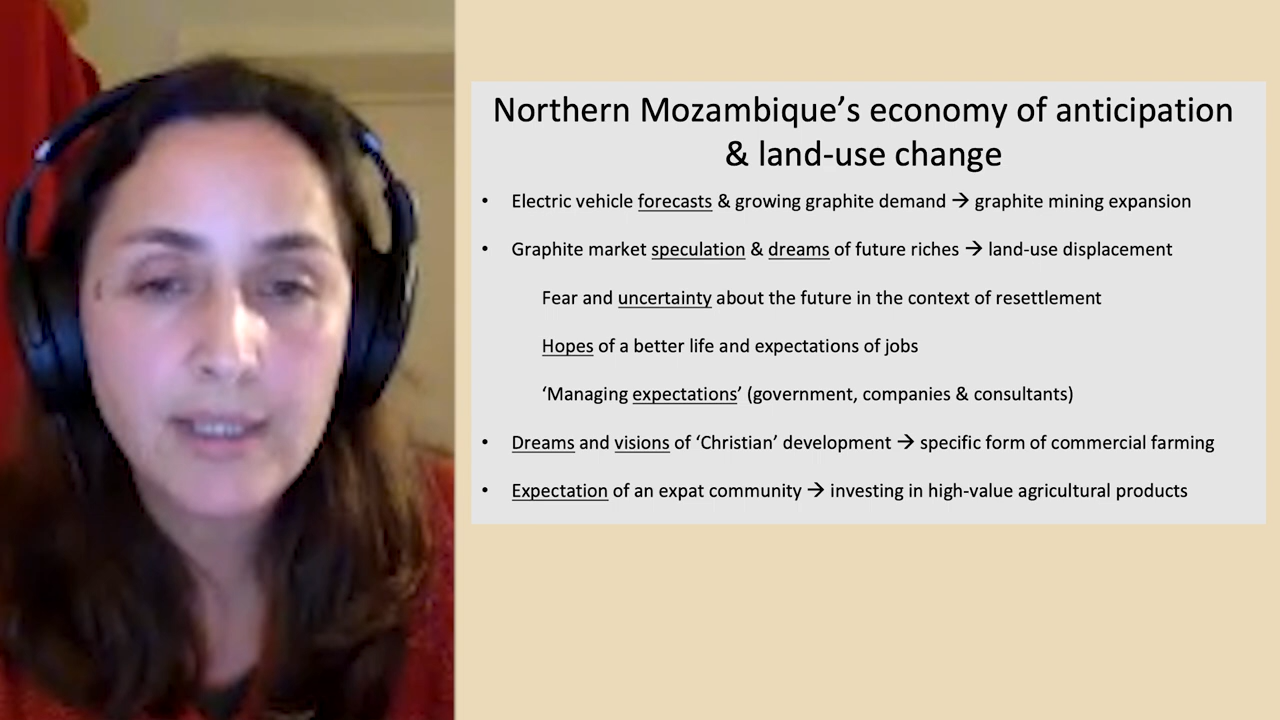 Northern Mozambique’s economy of anticipation
& land-use change
• Electric vehicle forecasts & growing graphite demand → graphite mining expansion
• Graphite market speculation & dreams of future riches → land-use displacement
Fear and uncertainty about the future in the context of resettlement
Hopes of a better life and expectations of jobs
‘Managing expectations’ (government, companies & consultants)
• Dreams and visions of ‘Christian’ development → specific form of commercial farming
• Expectation of an expat community → investing in high-value agricultural products